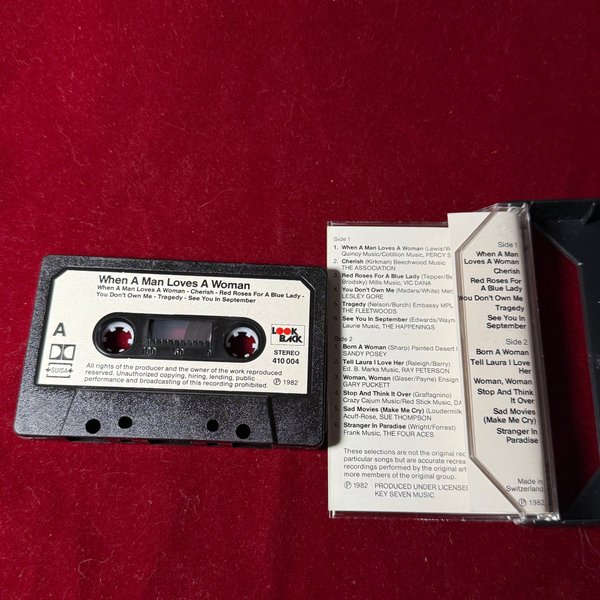 When A Man Loves A Woman
When A Man Loves A Woman - Cherish - Red Roses For A Blue Lady -
You Don't Own Me - Tragedy - See You In September
A
LOOK
BACK
STEREO
410 004
SUISA
All rights of the producer and the owner of the work reproduced
reserved. Unauthorized copying, hiring, lending, public
performance and broadcasting of this recording prohibited.
℗ 1982
Side 1
1. When A Man Loves A Woman (Lewis/W
Quincy Music/Cotillion Music, PERCY S
2. Cherish (Kirkman) Beechwood Music
THE ASSOCIATION
Red Roses For A Blue Lady (Tepper/
Brodsky) Mills Music, VIC DANA
You Don't Own Me (Madara/White) Mer
LESLEY GORE
Tragedy (Nelson/Burch) Embassy MPL
THE FLEETWOODS
See You In September (Edwards/Wayn
Laurie Music, THE HAPPENINGS
Side 2
Born A Woman (Sharp) Painted Desert
SANDY POSEY
Tell Laura I Love Her (Raleigh/Barry)
Ed. B. Marks Music, RAY PETERSON
Woman, Woman (Glaser/Payne) Ensign
GARY PUCKETT
Stop And Think It Over (Graffagnino)
Crazy Cajun Music/Red Stick Music, DA
Sad Movies (Make Me Cry) (Loudermilk
Acuff-Rose, SUE THOMPSON
Stranger In Paradise (Wright/Forrest)
Frank Music, THE FOUR ACES
These selections are not the original rec
particular songs but are accurate recrea
recordings performed by the original art
more members of the original group.
℗ 1982 PRODUCED UNDER LICENSE
KEY SEVEN MUSIC
Side 1
When A Man
Loves A Woman
Cherish
Red Roses For
A Blue Lady
You Don't Own Me
Tragedy
See You In
September
Side 2
Born A Woman
Tell Laura I Love
Her
Woman, Woman
Stop And Think
It Over
Sad Movies
(Make Me Cry)
Stranger In
Paradise
Made in
Switzerland
℗ 1982